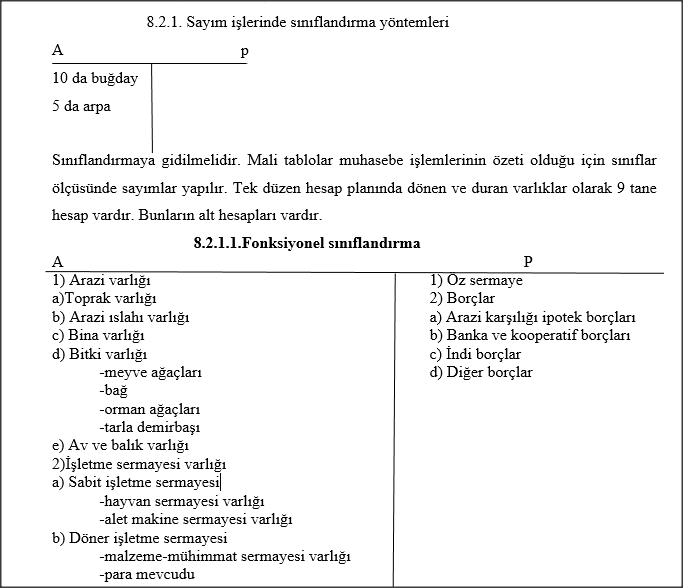 8.2.1. Sayım işlerinde sınıflandırma yöntemleri
A p
10 da buğday
5 da arpa
Sınıflandırmaya gidilmelidir. Mali tablolar muhasebe işlemlerinin özeti olduğu için sınıflar
ölçüsünde sayımlar yapılır. Tek düzen hesap planında dönen ve duran varlıklar olarak 9 tane
hesap vardır. Bunların alt hesapları vardır.
8.2.1.1.Fonksiyonel sınıflandırma
A P
1) Arazi varlığı
a)Toprak varlığı
b) Arazi ıslahı varlığı
c) Bina varlığı
d) Bitki varlığı
-meyve ağaçları
-bağ
-orman ağaçları
-tarla demirbaşı
e) Av ve balık varlığı
2)İşletme sermayesi varlığı
a) Sabit işletme sermayesi
-hayvan sermayesi varlığı
-alet makine sermayesi varlığı
b) Döner işletme sermayesi
-malzeme-mühimmat sermayesi varlığı
-para mevcudu
1) Öz sermaye
2) Borçlar
a) Arazi karşılığı ipotek borçları
b) Banka ve kooperatif borçları
c) İndi borçlar
d) Diğer borçlar